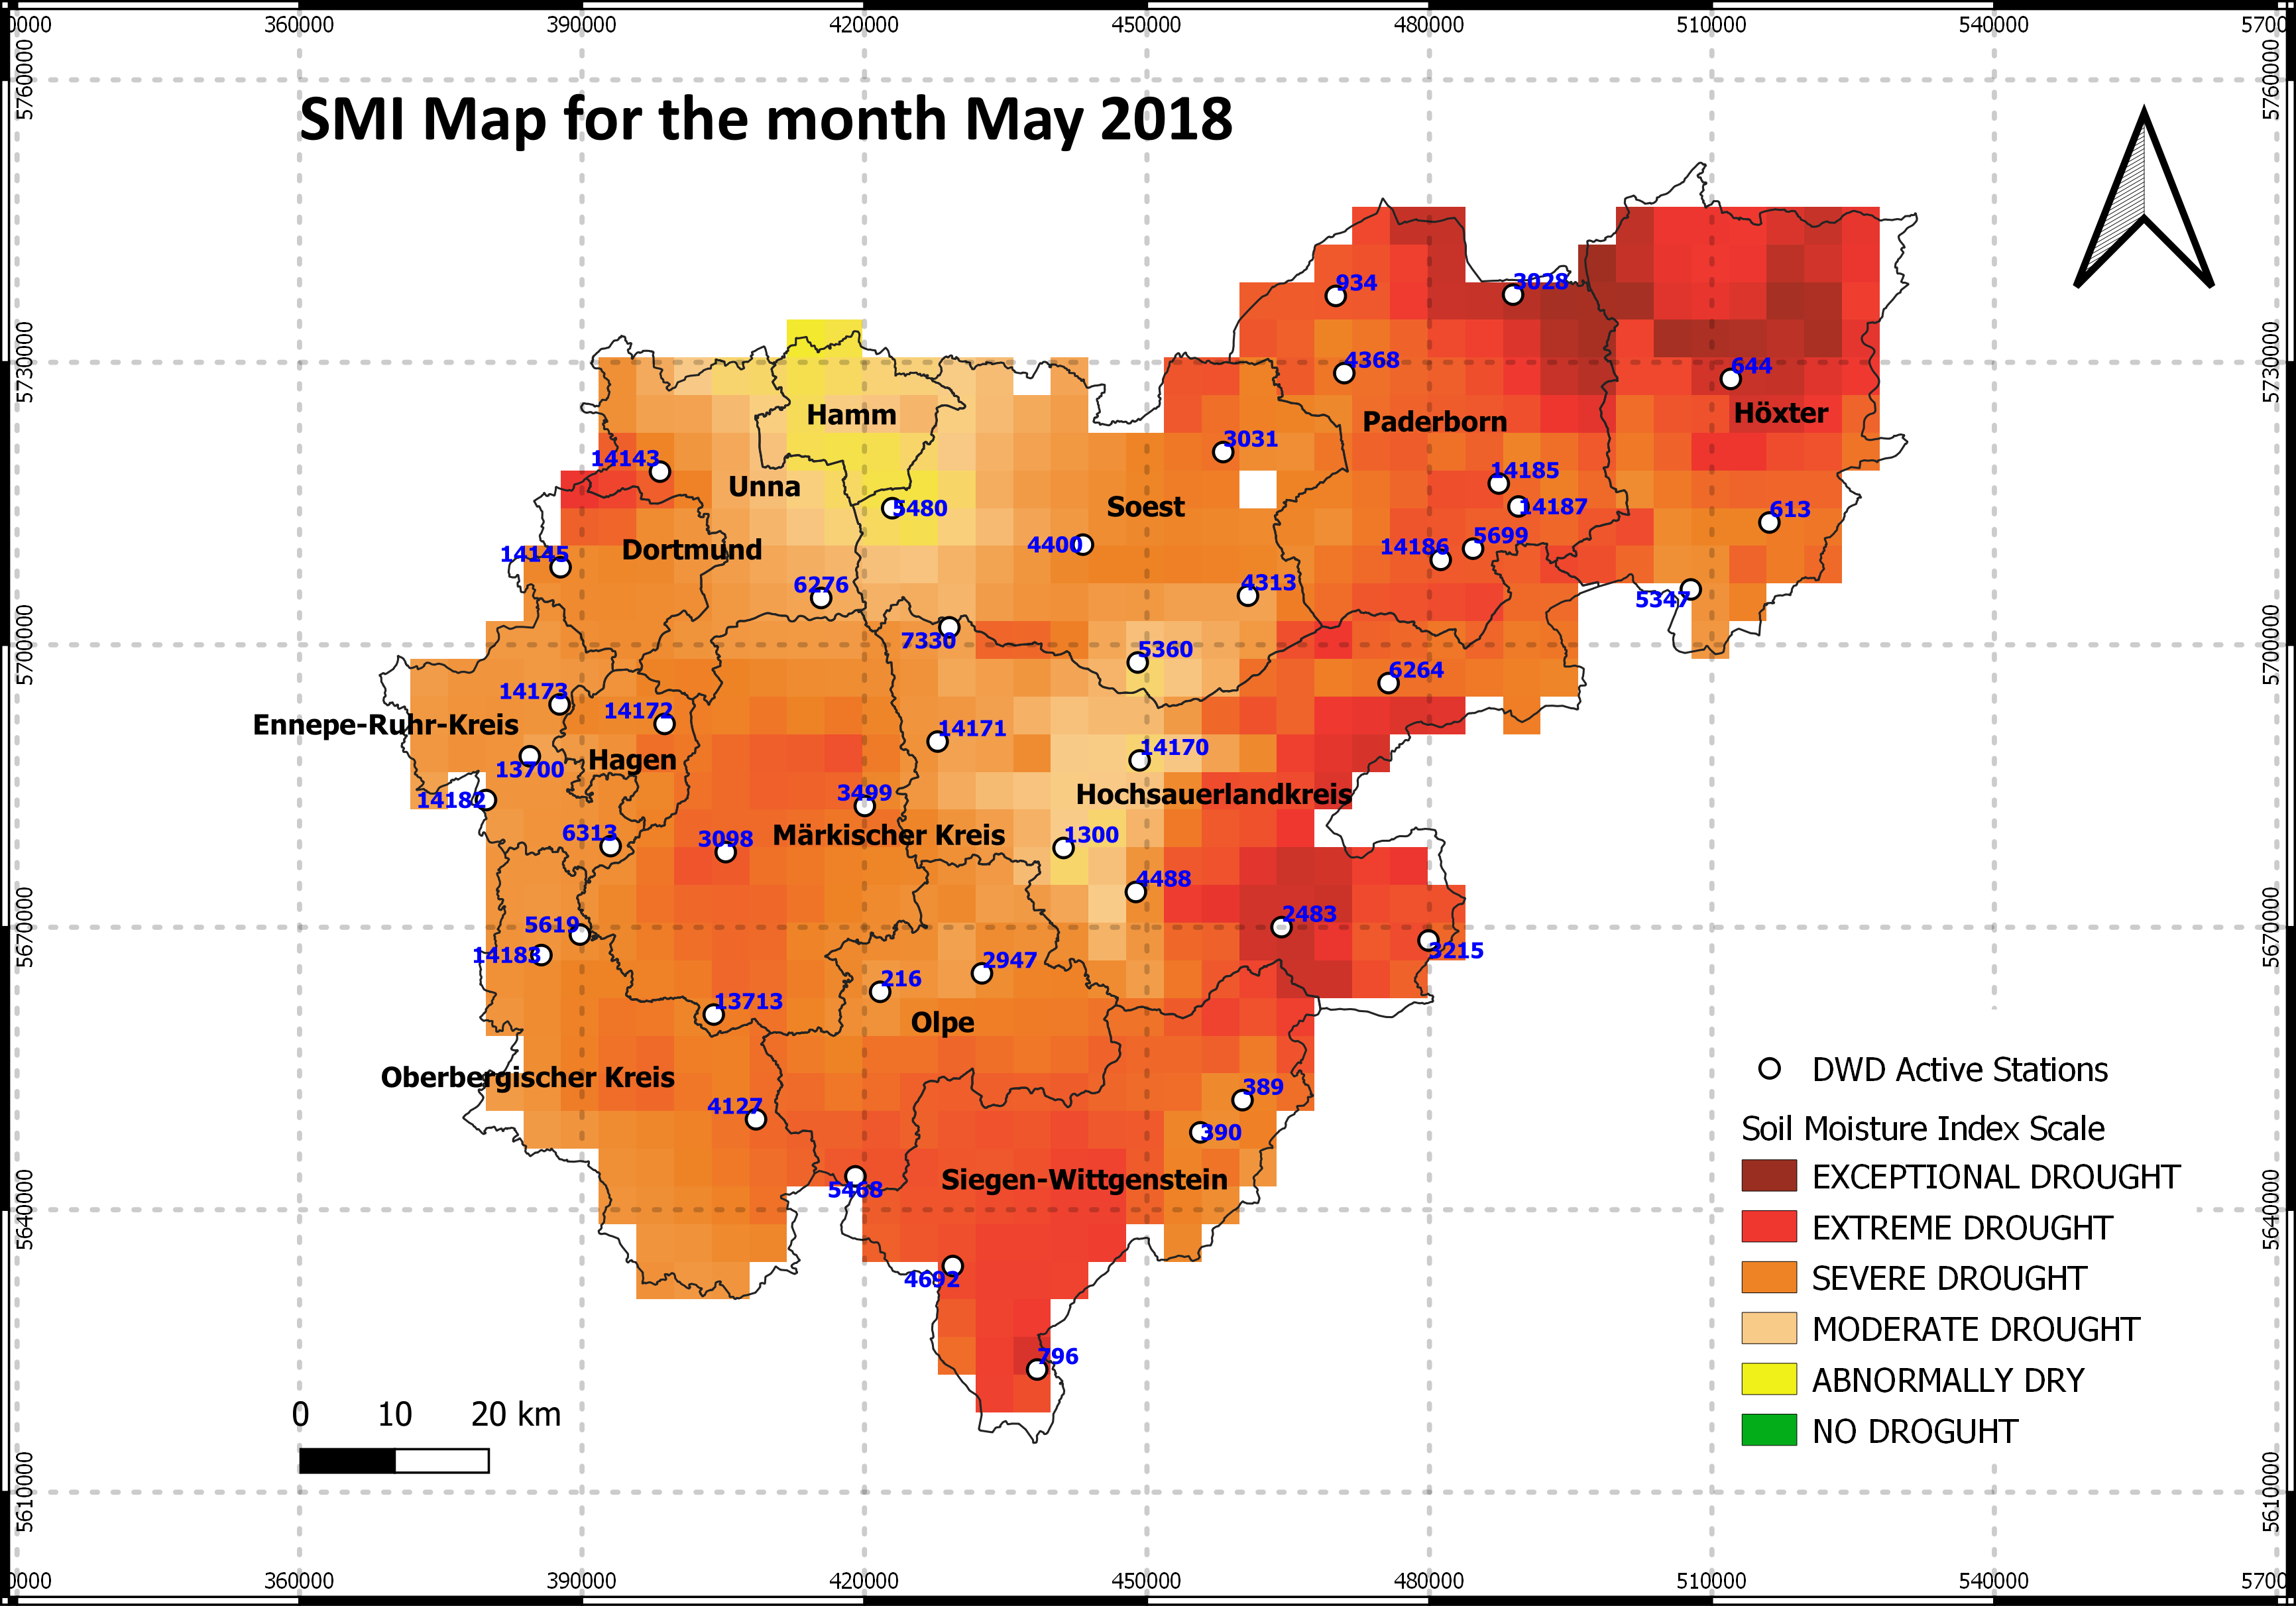 0000 360000 390000 420000 450000 480000 510000 540000 5700
5760000 5760000
SMI Map for the month May 2018
934 3028
5730000 5730000
4368 644
Hamm Paderborn Höxter
3031
14143 14185
Unna
5480 Soest 14187 613
Dortmund 4400 14186 5699
14145
6276 4313 5347
7330 5360
5700000 5700000
6264
14173 14172
Ennepe-Ruhr-Kreis 14171
Hagen 14170
13700
14182 3499 Hochsauerlandkreis
6313 3098 Märkischer Kreis 1300
4488
5619 2483
5670000 5670000
14183 2947 3215
216
13713
Olpe
Oberbergischer Kreis
4127 389
390
Siegen-Wittgenstein
5468
5640000 5640000
4692
796
DWD Active Stations
Soil Moisture Index Scale
EXCEPTIONAL DROUGHT
EXTREME DROUGHT
SEVERE DROUGHT
MODERATE DROUGHT
ABNORMALLY DRY
NO DROGUHT
0 10 20 km
5610000 5610000
0000 360000 390000 420000 450000 480000 510000 540000 5700